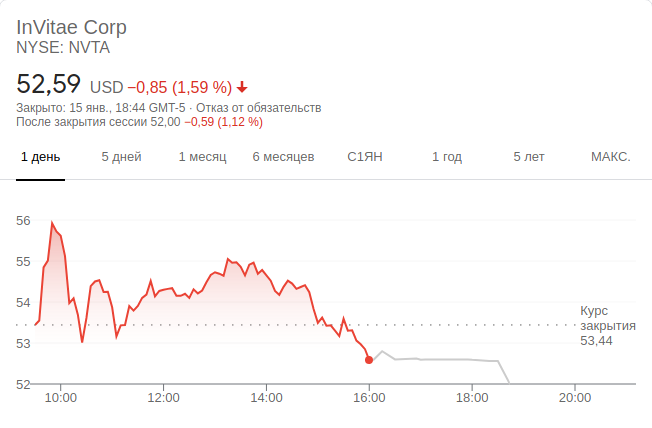 InVitae Corp
NYSE: NVTA
52,59 USD −0,85 (1,59 %)
Закрыто: 15 янв., 18:44 GMT-5 · Отказ от обязательств
После закрытия сессии 52,00 −0,59 (1,12 %)
1 день 5 дней 1 месяц 6 месяцев С1ЯН 1 год 5 лет МАКС.
56
55
54
53
52
Курс
закрытия
53,44
10:00 12:00 14:00 16:00 18:00 20:00